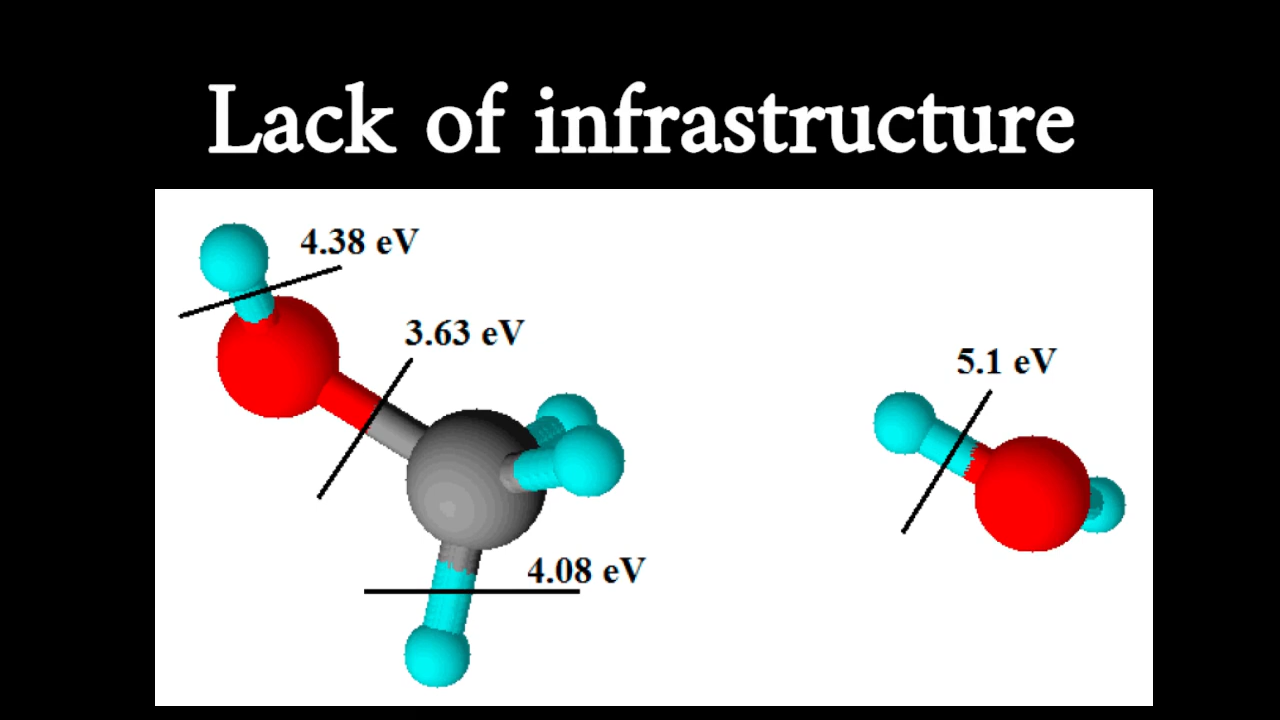 Lack of infrastructure
4.38 eV
3.63 eV
5.1 eV
4.08 eV